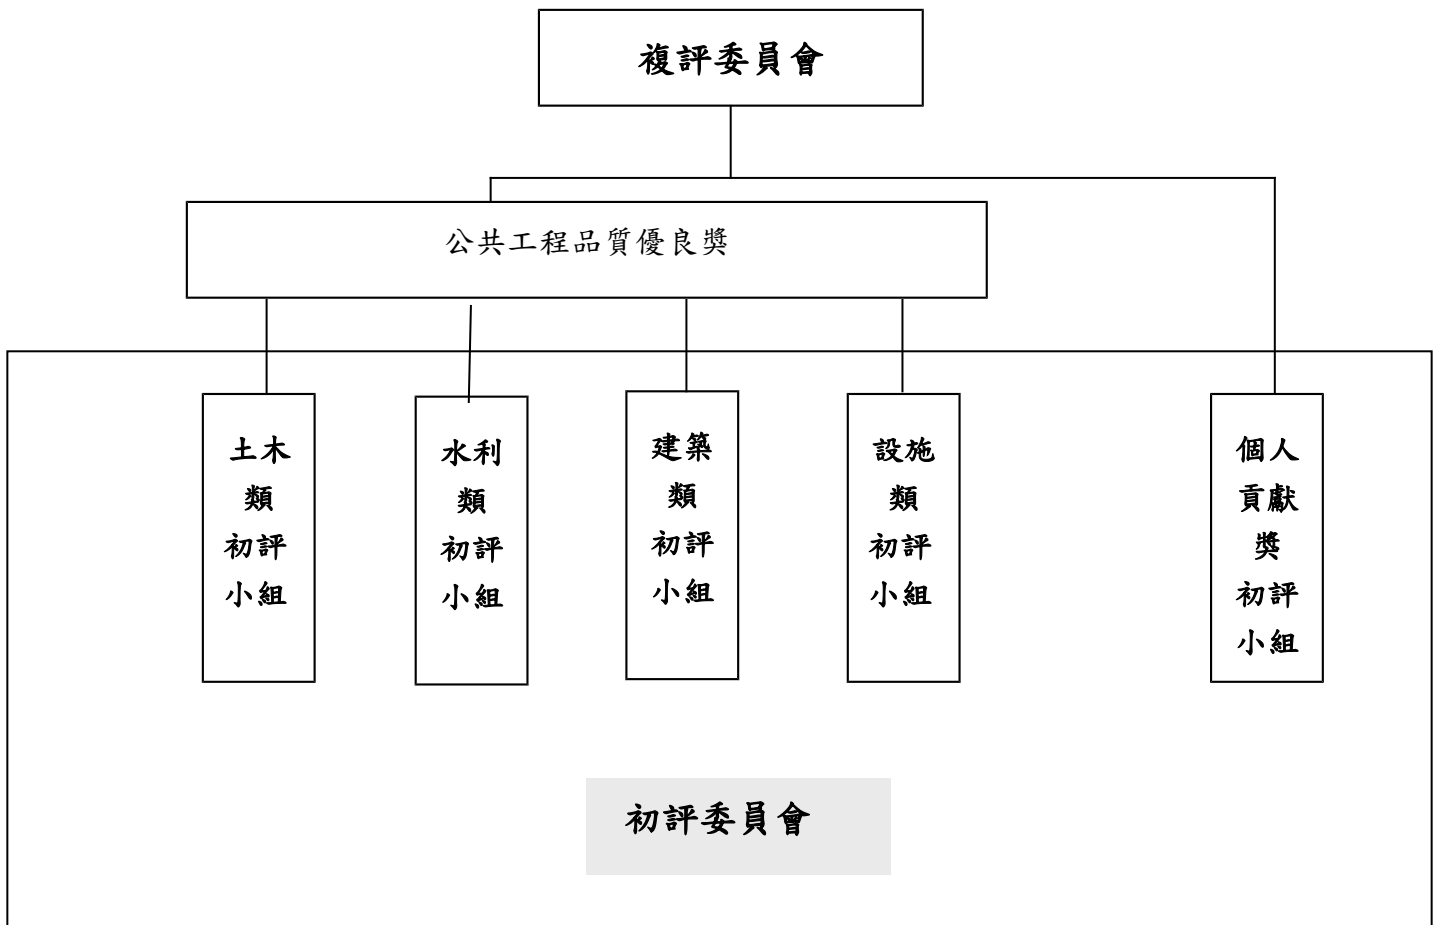 複評委員會
公共工程品質優良獎
土木
類
初評
小組
水利
類
初評
小組
建築
類
初評
小組
設施
類
初評
小組
個人
貢獻
獎
初評
小組
初評委員會